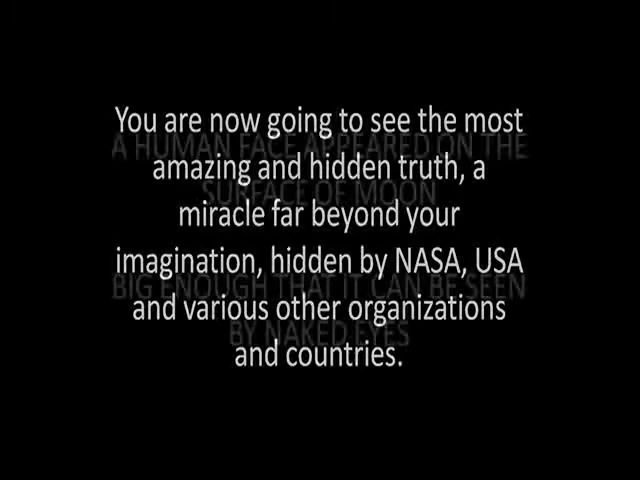 You are now going to see the most
A HUMAN FACE APPEARED ON THE
amazing and hidden truth, a
SURFACE OF MOON
miracle far beyond your
imagination, hidden by NASA, USA
BIG ENOUGH THAT IT CAN BE SEEN
and various other organizations
BY NAKED EYES
and countries.